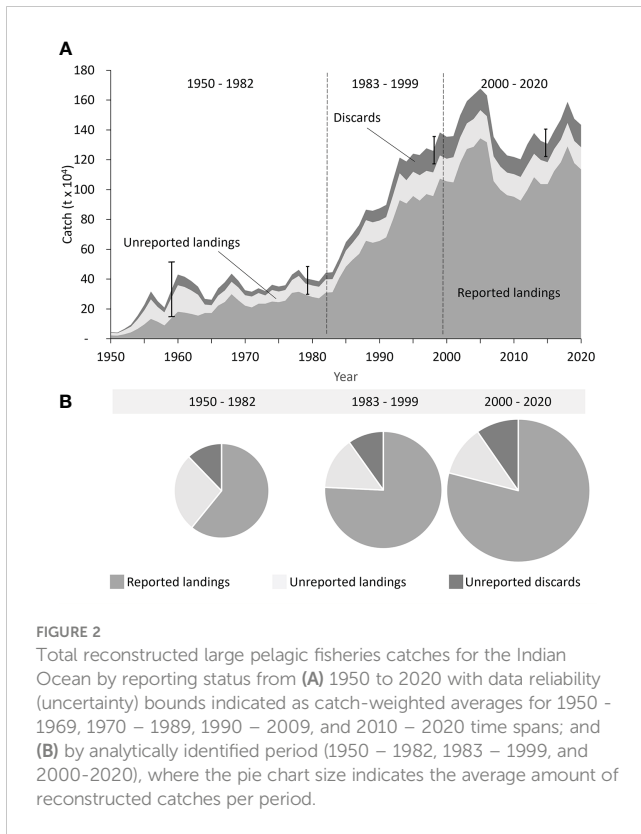 A
180
160
140
120
100
80
60
40
20
-
Catch (t x 10⁴)
1950 - 1982
1983 - 1999
2000 - 2020
Discards
Unreported landings
Reported landings
1950
1960
1970
1980
1990
2000
2010
2020
Year
B
1950 - 1982
1983 - 1999
2000 - 2020
Reported landings
Unreported landings
Unreported discards
FIGURE 2
Total reconstructed large pelagic fisheries catches for the Indian
Ocean by reporting status from (A) 1950 to 2020 with data reliability
(uncertainty) bounds indicated as catch-weighted averages for 1950 -
1969, 1970 – 1989, 1990 – 2009, and 2010 – 2020 time spans; and
(B) by analytically identified period (1950 – 1982, 1983 – 1999, and
2000-2020), where the pie chart size indicates the average amount of
reconstructed catches per period.